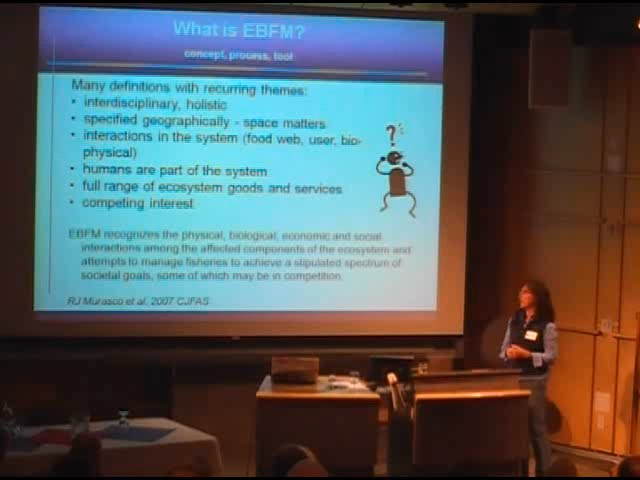 What is EBFM?
concept, process, tool
Many definitions with recurring themes:
• interdisciplinary, holistic
• specified geographically - space matters
• interactions in the system (food web, user, bio-
physical)
• humans are part of the system
• full range of ecosystem goods and services
• competing interest
?
EBFM recognizes the physical, biological, economic and social
interactions among the affected components of the ecosystem and
attempts to manage fisheries to achieve a stipulated spectrum of
societal goals, some of which may be in competition.
RJ Murasco et al. 2007 CJFAS